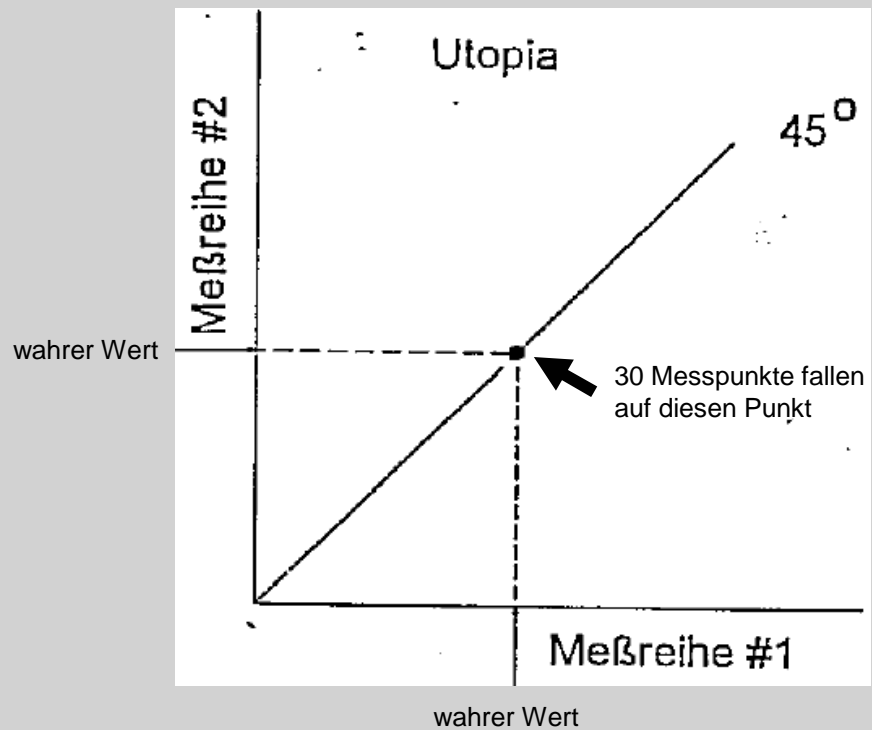 Utopia
45°
Meßreihe #2
wahrer Wert
30 Messpunkte fallen
auf diesen Punkt
Meßreihe #1
wahrer Wert